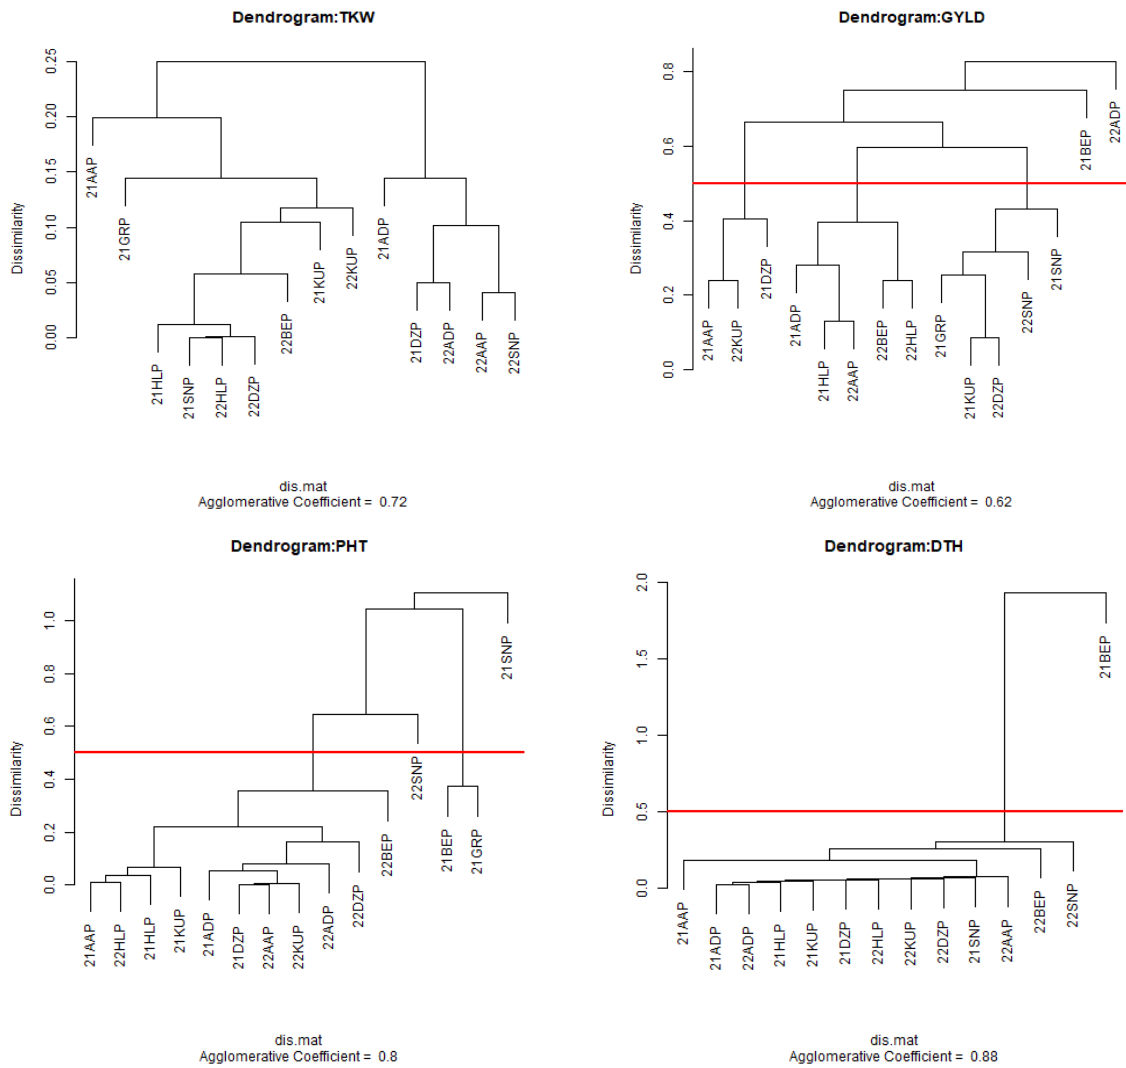 Dendrogram:TKW
Dissimilarity
0.25
0.20
0.15
0.10
0.05
0.00
21AAP
21GRP
21HLP
21SNP
22HLP
22DZP
22BEP
21KUP
22KUP
21ADP
21DZP
22ADP
22AAP
22SNP
dis.mat
Agglomerative Coefficient = 0.72
Dendrogram:GYLD
Dissimilarity
0.8
0.6
0.4
0.2
0.0
21AAP
22KUP
21DZP
21ADP
21HLP
22AAP
22BEP
22HLP
21GRP
21KUP
22DZP
22SNP
21SNP
21BEP
22ADP
dis.mat
Agglomerative Coefficient = 0.62
Dendrogram:PHT
Dissimilarity
1.0
0.8
0.6
0.4
0.2
0.0
21AAP
22HLP
21HLP
21KUP
21ADP
21DZP
22AAP
22KUP
22ADP
22DZP
22BEP
22SNP
21BEP
21GRP
21SNP
dis.mat
Agglomerative Coefficient = 0.8
Dendrogram:DTH
Dissimilarity
2.0
1.5
1.0
0.5
0.0
21AAP
21ADP
22ADP
21HLP
21KUP
21DZP
22HLP
22KUP
22DZP
21SNP
22AAP
22BEP
22SNP
21BEP
dis.mat
Agglomerative Coefficient = 0.88